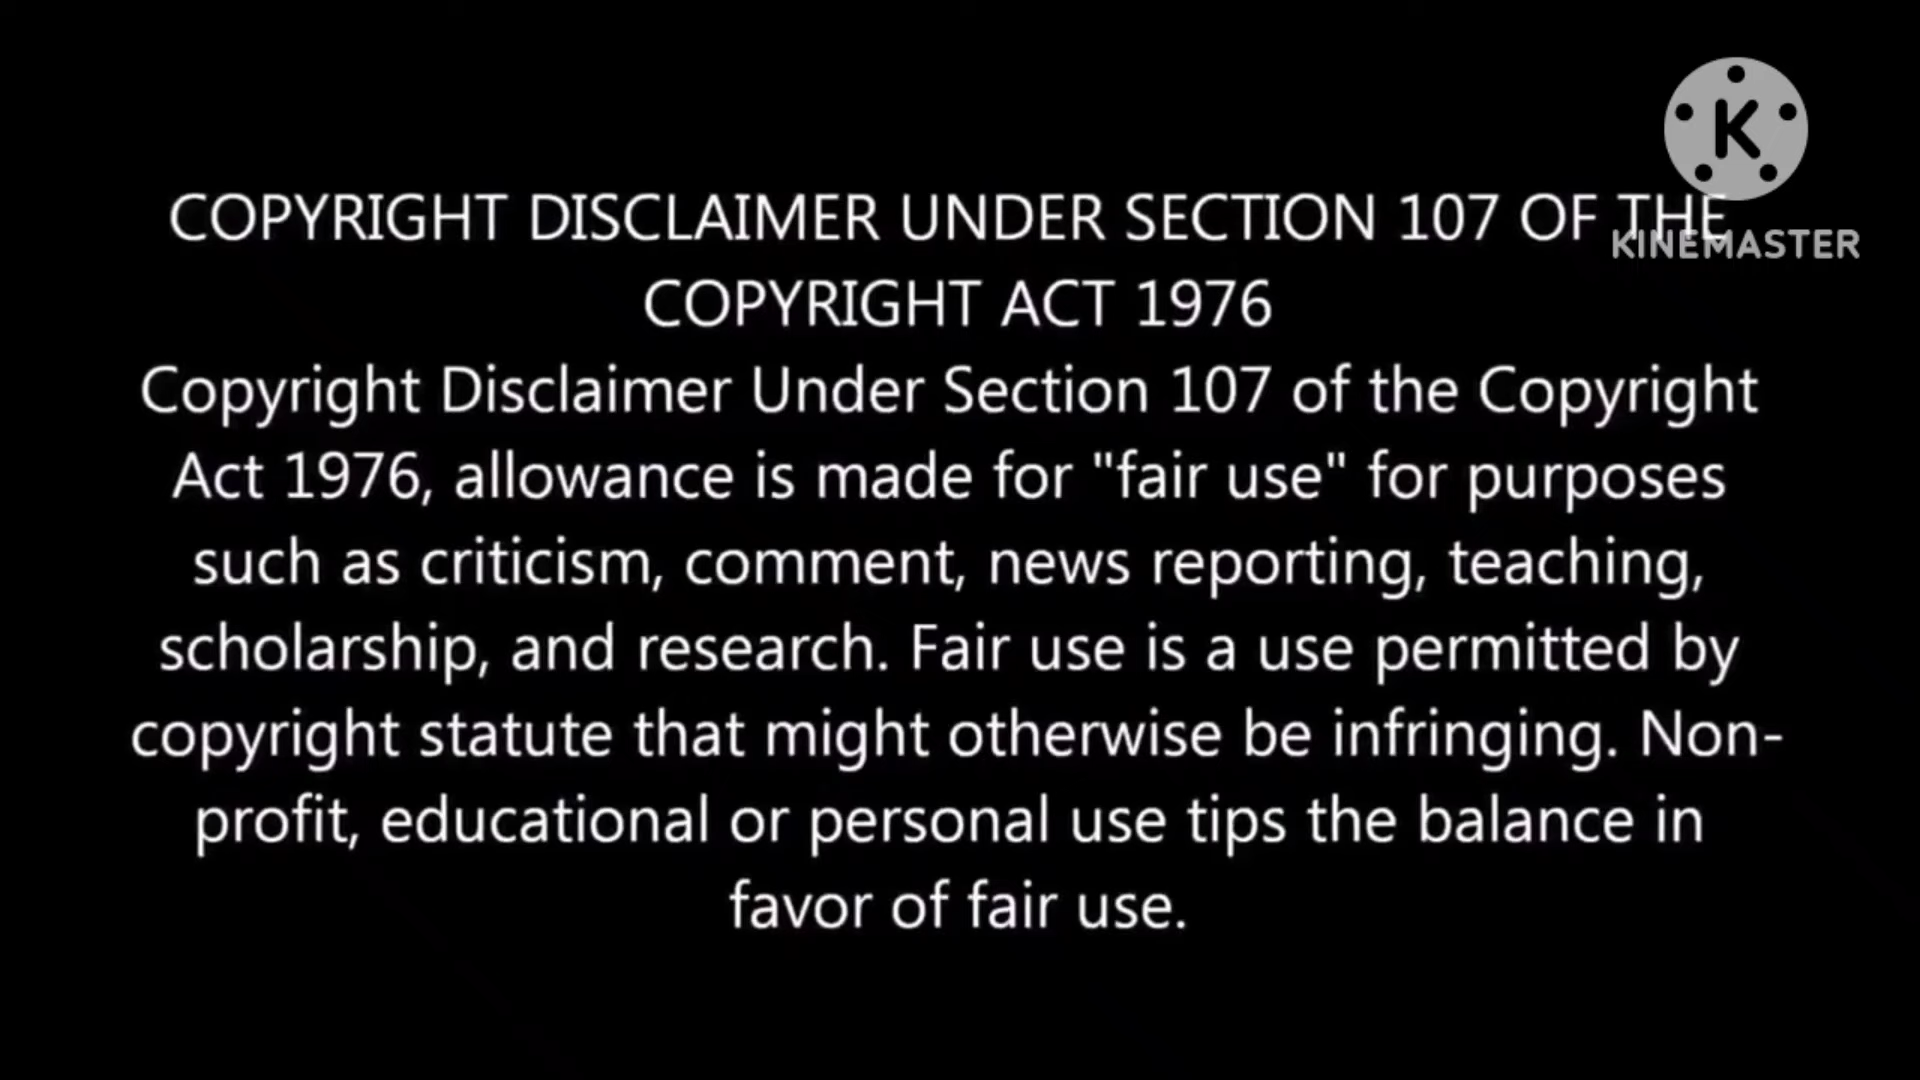 K
COPYRIGHT DISCLAIMER UNDER SECTION 107 OF THE
KINEMASTER
COPYRIGHT ACT 1976
Copyright Disclaimer Under Section 107 of the Copyright
Act 1976, allowance is made for "fair use" for purposes
such as criticism, comment, news reporting, teaching,
scholarship, and research. Fair use is a use permitted by
copyright statute that might otherwise be infringing. Non-
profit, educational or personal use tips the balance in
favor of fair use.